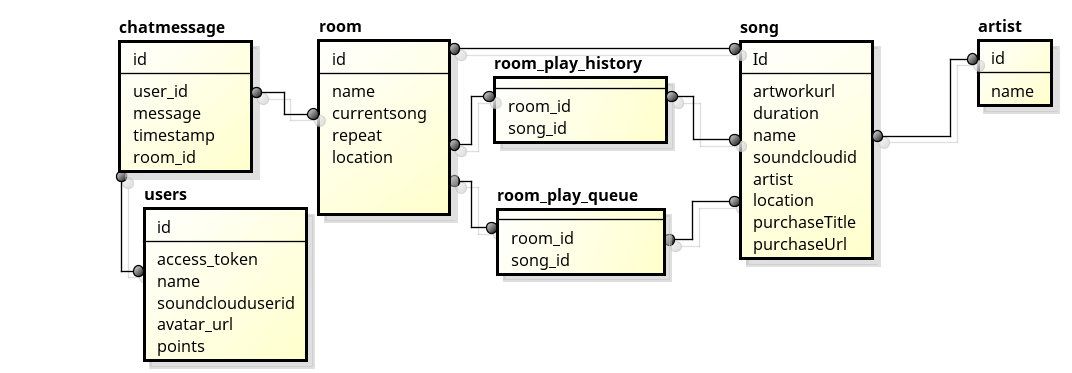 chatmessage
id
user_id
message
timestamp
room_id
users
id
access_token
name
soundclouduserid
avatar_url
points
room
id
name
currentsong
repeat
location
room_play_history
room_id
song_id
room_play_queue
room_id
song_id
song
Id
artworkurl
duration
name
soundcloudid
artist
location
purchaseTitle
purchaseUrl
artist
id
name